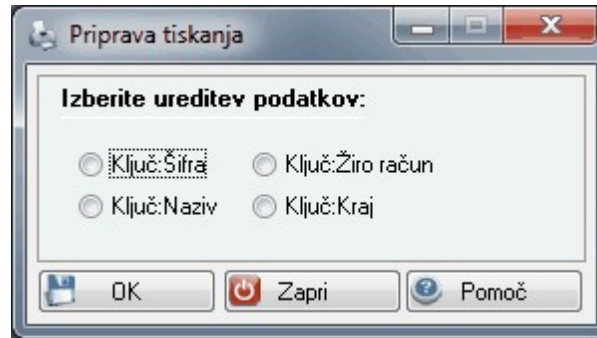 Priprava tiskanja
Izberite ureditev podatkov:
Ključ:Šifra Ključ:Žiro račun
Ključ:Naziv Ključ:Kraj
OK Zapri Pomoč